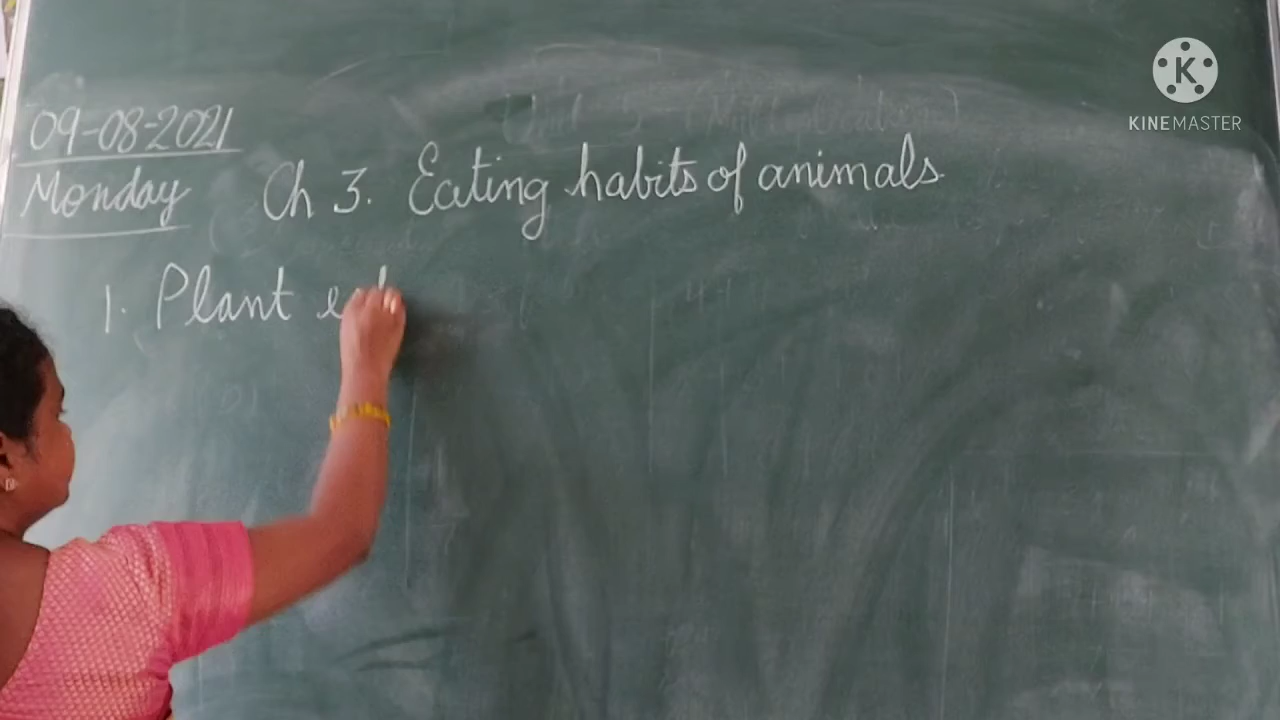 09-08-2021
Monday
Ch 3. Eating habits of animals
1. Plant
K
KINEMASTER